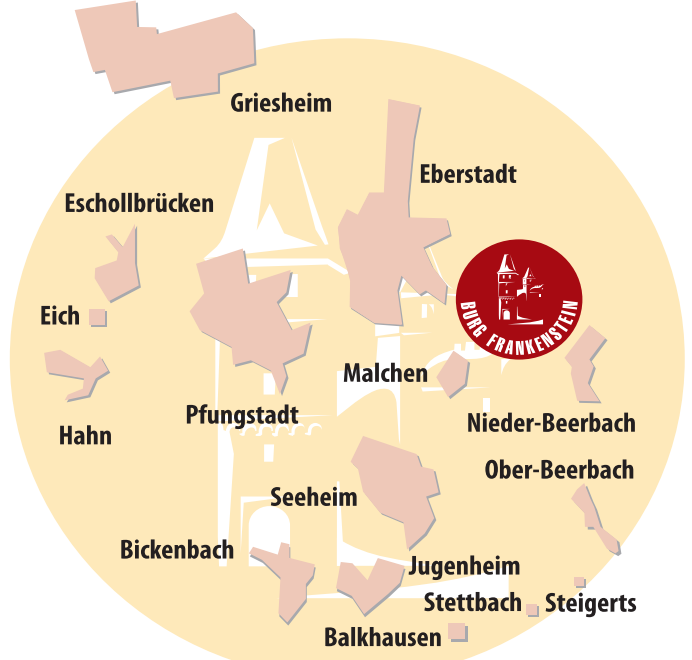 Griesheim
Eberstadt
Eschollbrücken
BURG FRANKENSTEIN
Eich
Malchen
Pfungstadt
Nieder-Beerbach
Hahn
Ober-Beerbach
Seeheim
Bickenbach
Jugenheim
Stettbach
Steigerts
Balkhausen